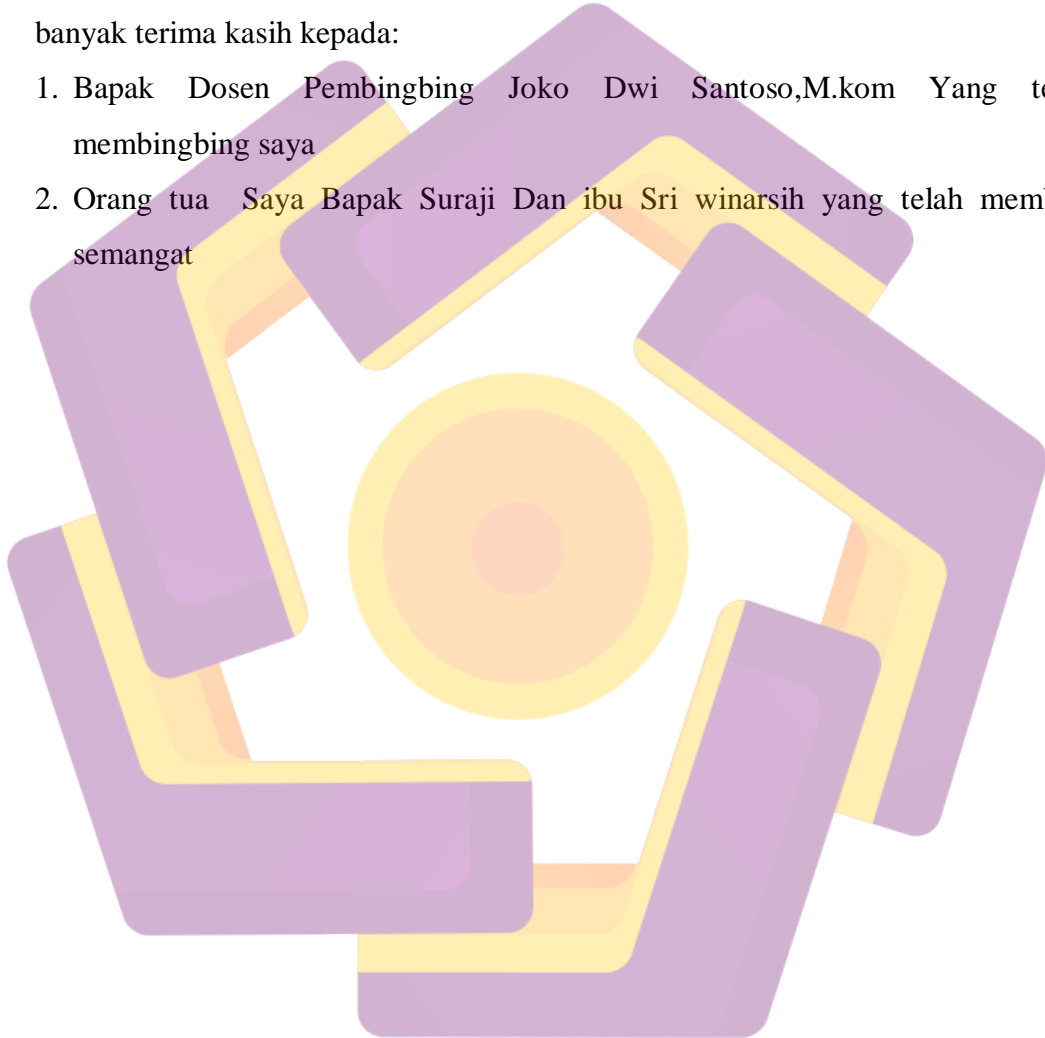 banyak terima kasih kepada:
1. Bapak Dosen Pembingbing Joko Dwi Santoso,M.kom Yang
membingbing saya
2. Orang tua Saya Bapak Suraji Dan ibu Sri winarsih yang telah
semangat